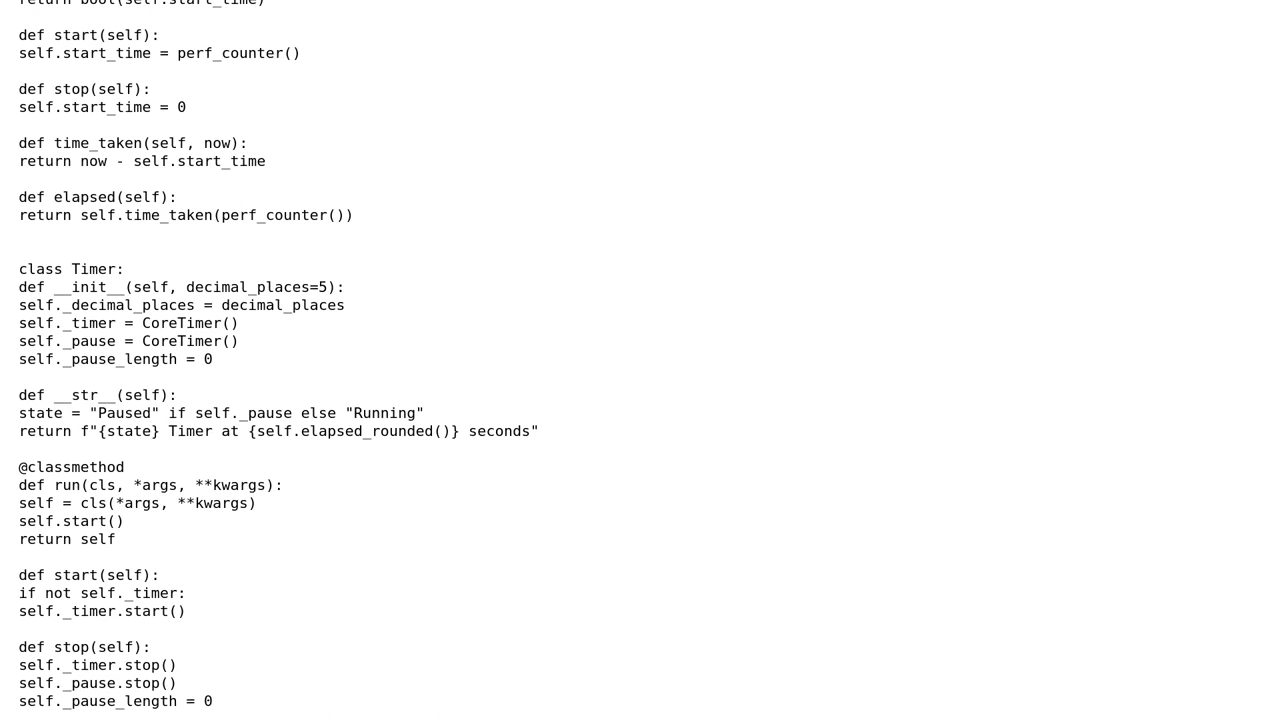 return bool(self.start_time)
def start(self):
self.start_time = perf_counter()
def stop(self):
self.start_time = 0
def time_taken(self, now):
return now - self.start_time
def elapsed(self):
return self.time_taken(perf_counter())
class Timer:
def __init__(self, decimal_places=5):
self._decimal_places = decimal_places
self._timer = CoreTimer()
self._pause = CoreTimer()
self._pause_length = 0
def __str__(self):
state = "Paused" if self._pause else "Running"
return f"{state} Timer at {self.elapsed_rounded()} seconds"
@classmethod
def run(cls, *args, **kwargs):
self = cls(*args, **kwargs)
self.start()
return self
def start(self):
if not self._timer:
self._timer.start()
def stop(self):
self._timer.stop()
self._pause.stop()
self._pause_length = 0